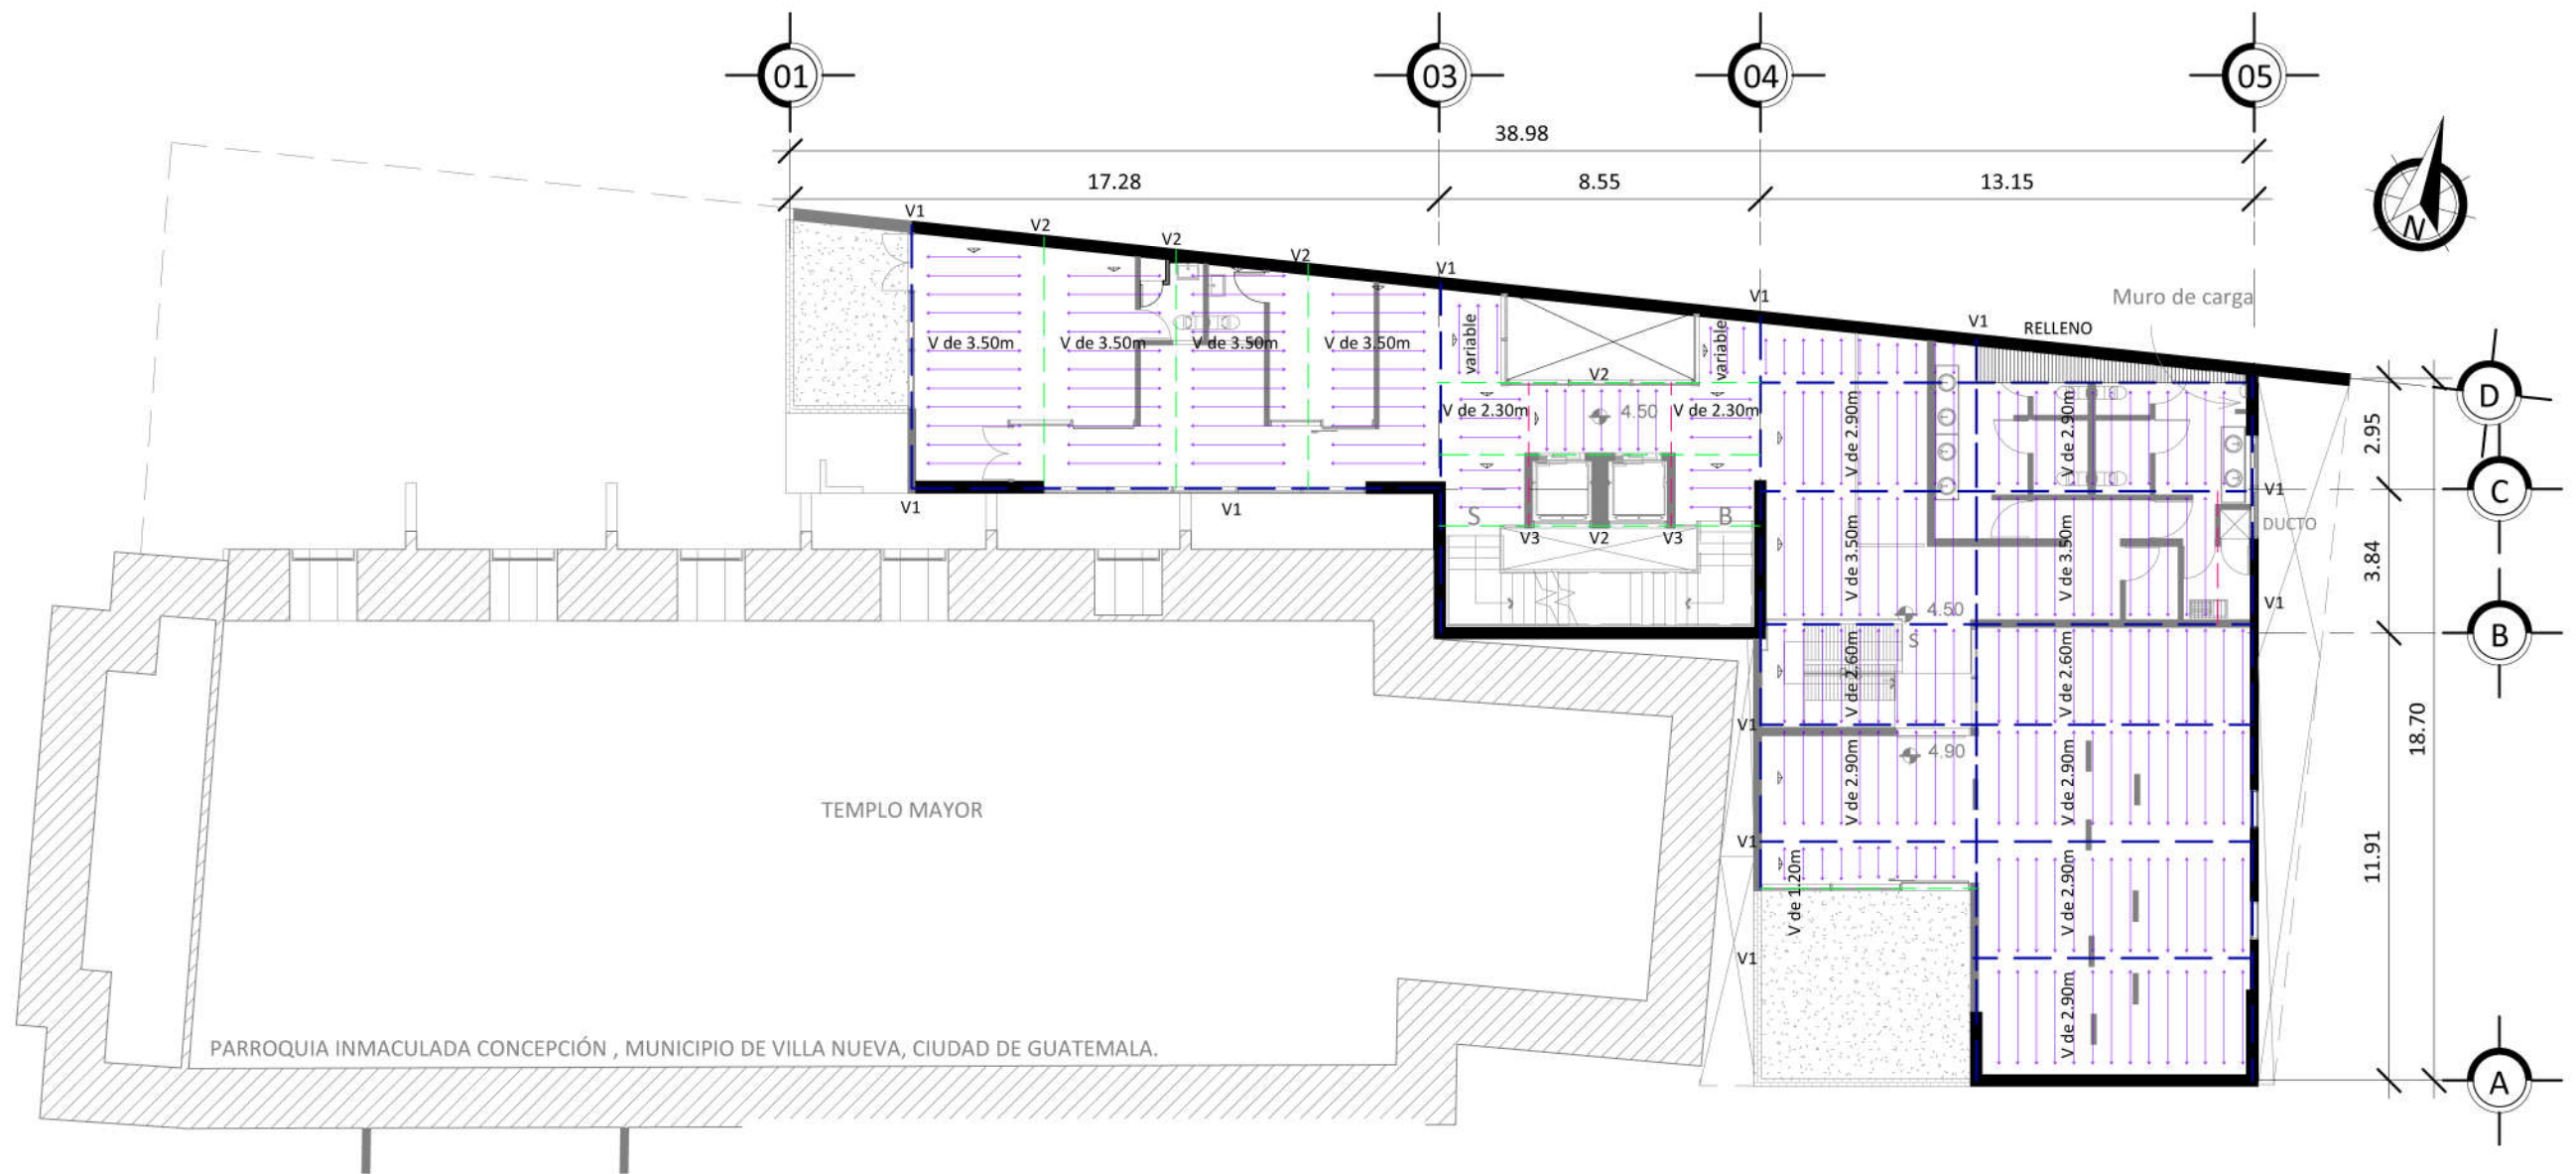 01
03
04
05
38.98
17.28
8.55
13.15
N
V1
V2
V2
V2
V1
V1
V1
Muro de carga
RELLENO
V de 3.50m
V de 3.50m
V de 3.50m
V de 3.50m
variable
variable
V2
V de 2.30m
4.50
V de 2.30m
V de 2.90m
V de 2.90m
D
2.95
C
V1
V1
V1
S
B
V3
V2
V3
DUCTO
V de 3.50m
V de 3.50m
3.84
V1
4.50
S
B
V de 2.60m
V de 2.60m
18.70
V1
4.90
V de 2.90m
V de 2.90m
TEMPLO MAYOR
V1
V de 1.20m
V de 2.90m
11.91
V1
V de 2.90m
PARROQUIA INMACULADA CONCEPCIÓN , MUNICIPIO DE VILLA NUEVA, CIUDAD DE GUATEMALA.
A